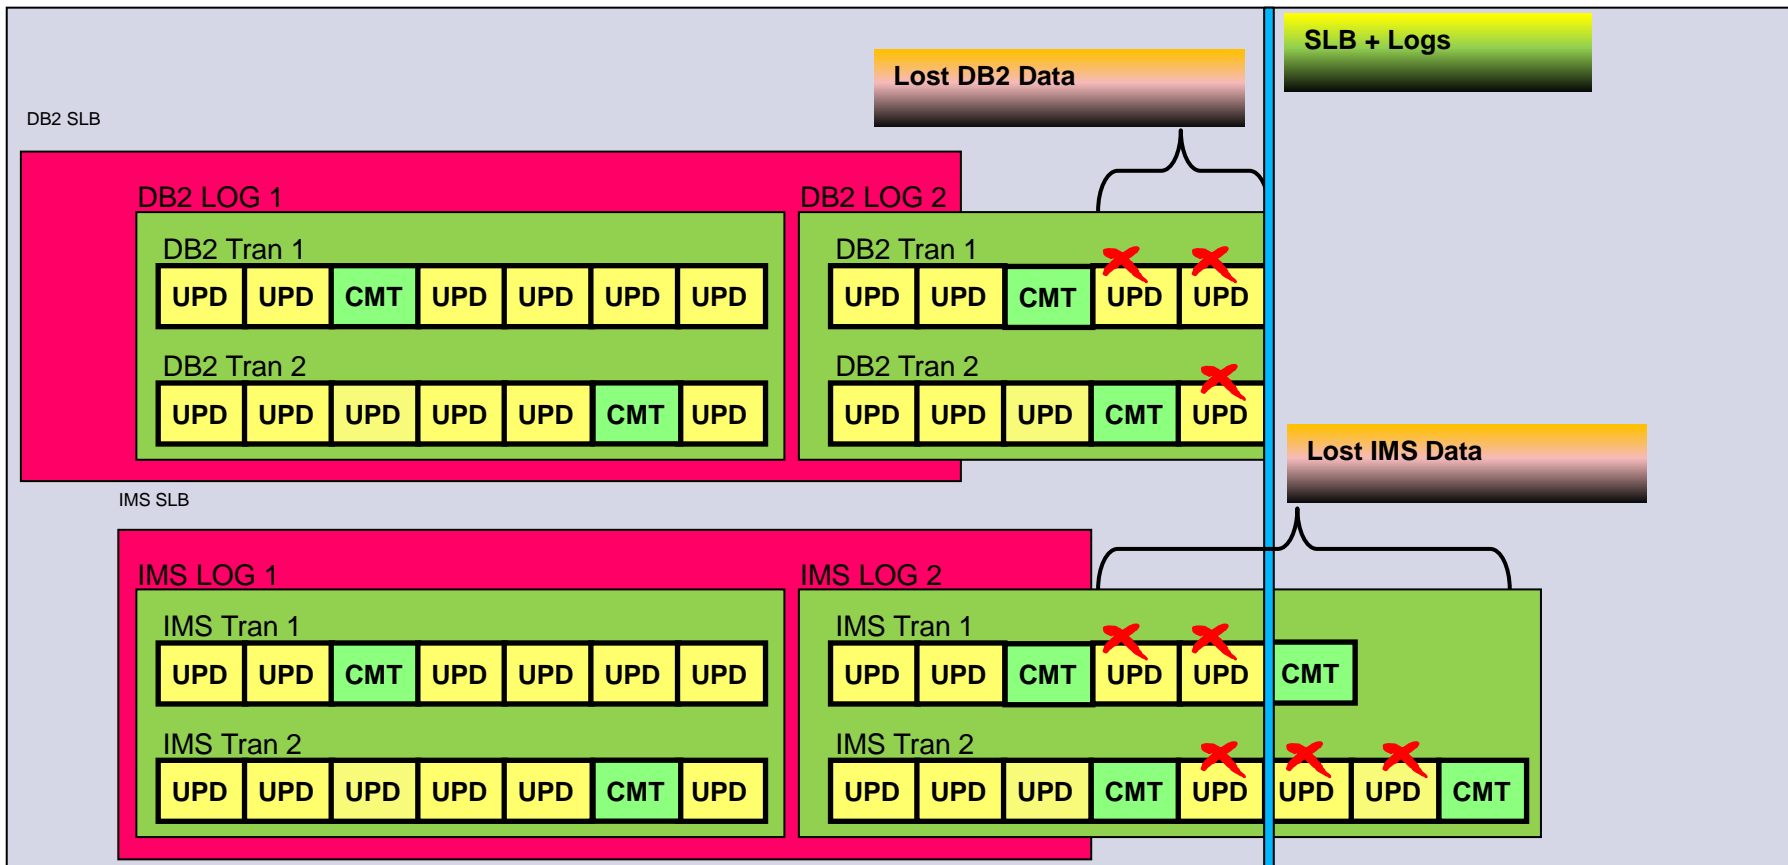 SLB + Logs
Lost DB2 Data
DB2 SLB
DB2 LOG 1
DB2 Tran 1
UPD UPD CMT UPD UPD UPD UPD
DB2 Tran 2
UPD UPD UPD UPD UPD CMT UPD
DB2 LOG 2
DB2 Tran 1
UPD UPD CMT UPD UPD
DB2 Tran 2
UPD UPD UPD CMT UPD
Lost IMS Data
IMS SLB
IMS LOG 1
IMS Tran 1
UPD UPD CMT UPD UPD UPD UPD
IMS Tran 2
UPD UPD UPD UPD UPD CMT UPD
IMS LOG 2
IMS Tran 1
UPD UPD CMT UPD UPD CMT
IMS Tran 2
UPD UPD UPD CMT UPD UPD UPD CMT